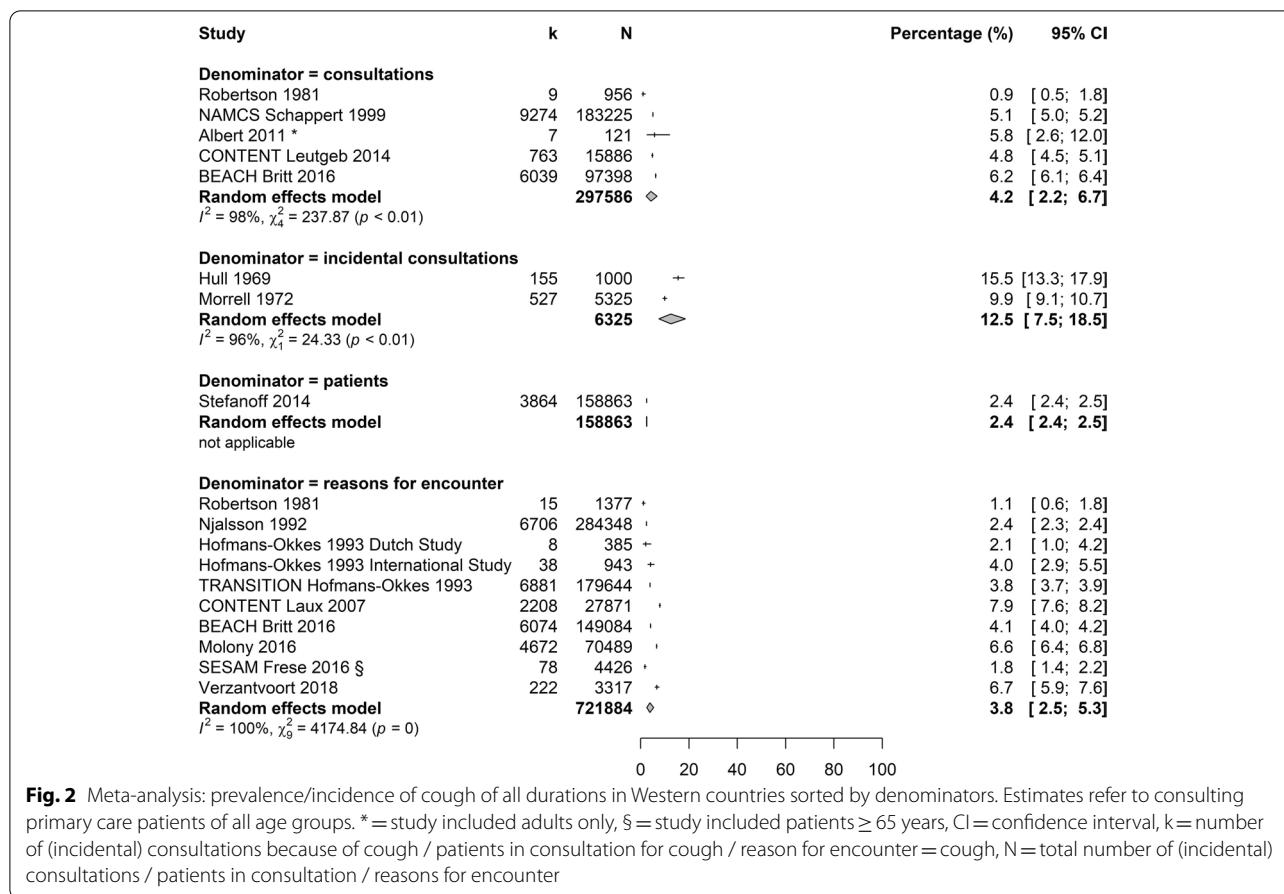 Study k N Percentage (%) 95% CI
Denominator = consultations
Robertson 1981 9 956 0.9 [ 0.5; 1.8]
NAMCS Schappert 1999 9274 183225 5.1 [ 5.0; 5.2]
Albert 2011 * 7 121 5.8 [ 2.6; 12.0]
CONTENT Leutgeb 2014 763 15886 4.8 [ 4.5; 5.1]
BEACH Britt 2016 6039 97398 6.2 [ 6.1; 6.4]
Random effects model 297586 4.2 [ 2.2; 6.7]
I² = 98%, χ²₄ = 237.87 (p < 0.01)
Denominator = incidental consultations
Hull 1969 155 1000 15.5 [13.3; 17.9]
Morrell 1972 527 5325 9.9 [ 9.1; 10.7]
Random effects model 6325 12.5 [ 7.5; 18.5]
I² = 96%, χ²₁ = 24.33 (p < 0.01)
Denominator = patients
Stefanoff 2014 3864 158863 2.4 [ 2.4; 2.5]
Random effects model 158863 2.4 [ 2.4; 2.5]
not applicable
Denominator = reasons for encounter
Robertson 1981 15 1377 1.1 [ 0.6; 1.8]
Njalsson 1992 6706 284348 2.4 [ 2.3; 2.4]
Hofmans-Okkes 1993 Dutch Study 8 385 2.1 [ 1.0; 4.2]
Hofmans-Okkes 1993 International Study 38 943 4.0 [ 2.9; 5.5]
TRANSITION Hofmans-Okkes 1993 6881 179644 3.8 [ 3.7; 3.9]
CONTENT Laux 2007 2208 27871 7.9 [ 7.6; 8.2]
BEACH Britt 2016 6074 149084 4.1 [ 4.0; 4.2]
Molony 2016 4672 70489 6.6 [ 6.4; 6.8]
SESAM Frese 2016 § 78 4426 1.8 [ 1.4; 2.2]
Verzantvoort 2018 222 3317 6.7 [ 5.9; 7.6]
Random effects model 721884 3.8 [ 2.5; 5.3]
I² = 100%, χ²₉ = 4174.84 (p = 0)
0 20 40 60 80 100
Fig. 2 Meta-analysis: prevalence/incidence of cough of all durations in Western countries sorted by denominators. Estimates refer to consulting
primary care patients of all age groups. * = study included adults only, § = study included patients ≥ 65 years, CI = confidence interval, k = number
of (incidental) consultations because of cough / patients in consultation for cough / reason for encounter = cough, N = total number of (incidental)
consultations / patients in consultation / reasons for encounter